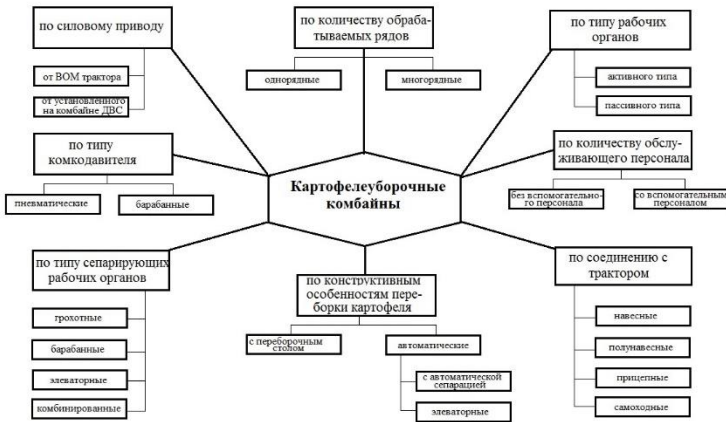 по силовому приводу
от ВОМ трактора
от установленного
на комбайне ДВС
по количеству обраба-
тываемых рядов
однорядные
многорядные
по типу рабочих
органов
активного типа
пассивного типа
по типу
комкодавителя
пневматические
барабанные
Картофелеуборочные
комбайны
по количеству обслу-
живающего персонала
без вспомогательно-
го персонала
со вспомогательным
персоналом
по типу сепарирующих
рабочих органов
грохотные
барабанные
элеваторные
комбинированные
по конструктивным
особенностям пере-
борки картофеля
с переборочным
столом
автоматические
с автоматической
сепарацией
элеваторные
по соединению с
трактором
навесные
полунавесные
прицепные
самоходные